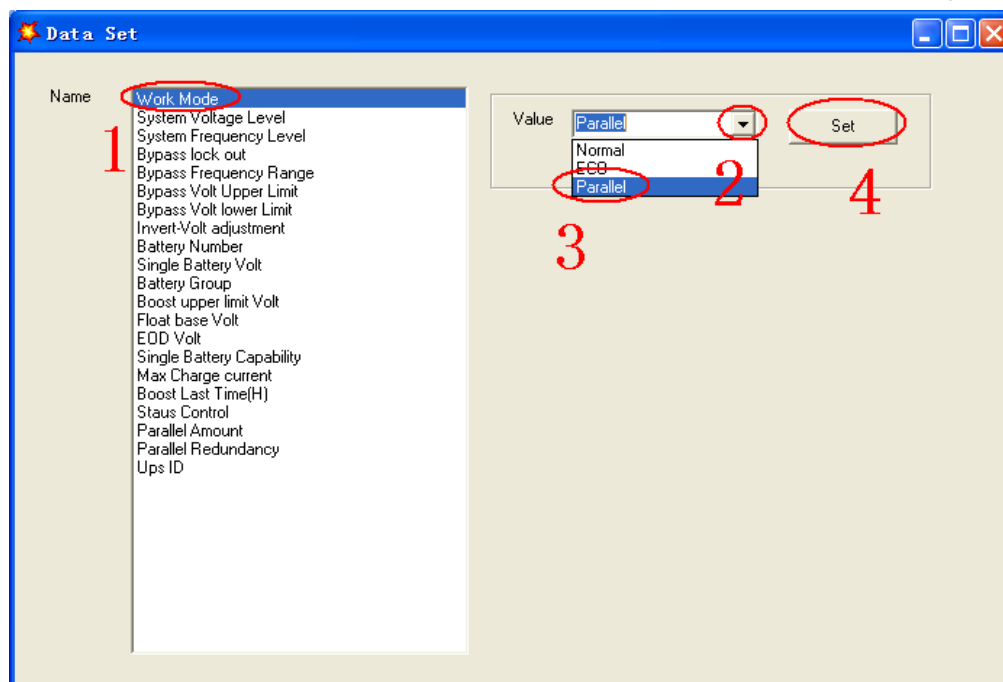 Data Set
Name
Work Mode
System Voltage Level
System Frequency Level
Bypass lock out
Bypass Frequency Range
Bypass Volt Upper Limit
Bypass Volt lower Limit
Invert-Volt adjustment
Battery Number
Single Battery Volt
Battery Group
Boost upper limit Volt
Float base Volt
EOD Volt
Single Battery Capability
Max Charge current
Boost Last Time(H)
Staus Control
Parallel Amount
Parallel Redundancy
Ups ID
1
Value
Parallel
Set
Normal
ECO
Parallel
2
4
3